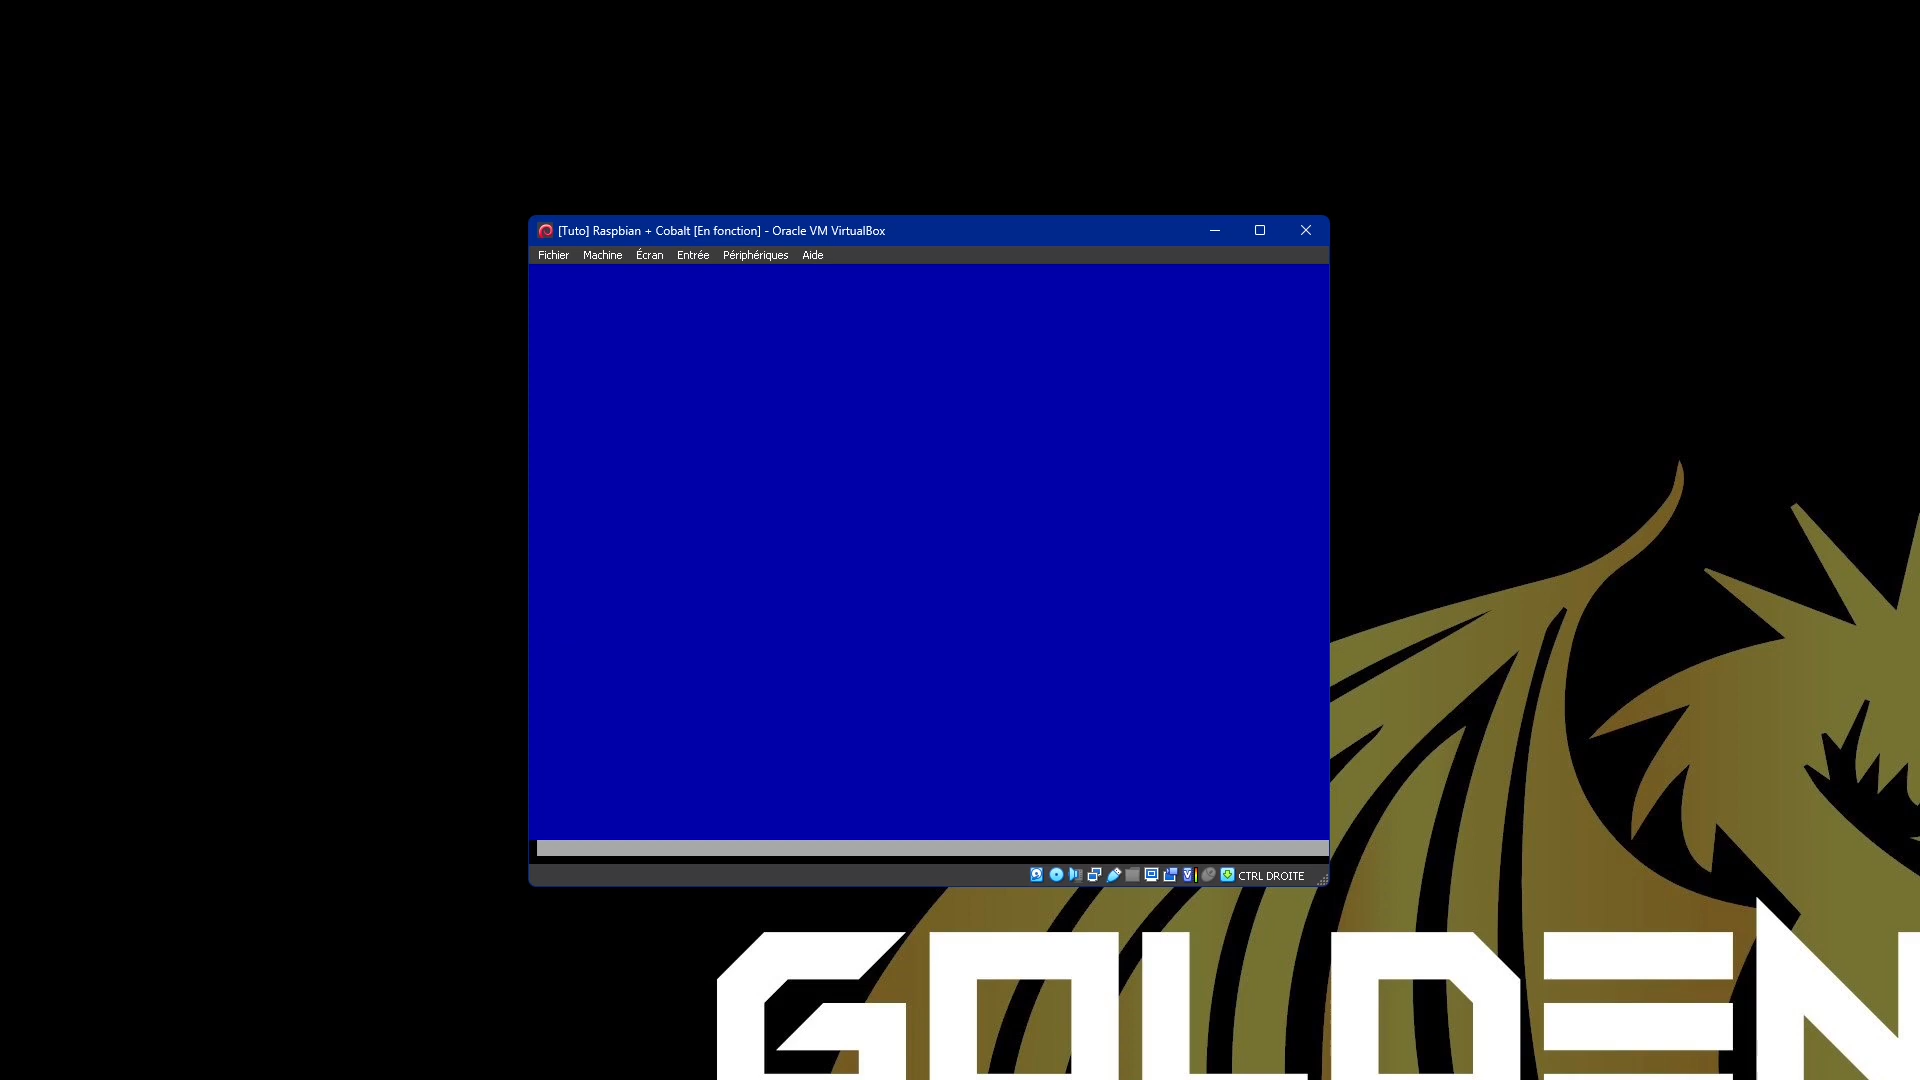 [Tuto] Raspbian + Cobalt [En fonction] - Oracle VM VirtualBox
Fichier Machine Écran Entrée Périphériques Aide
CTRL DROITE
GOLDEN